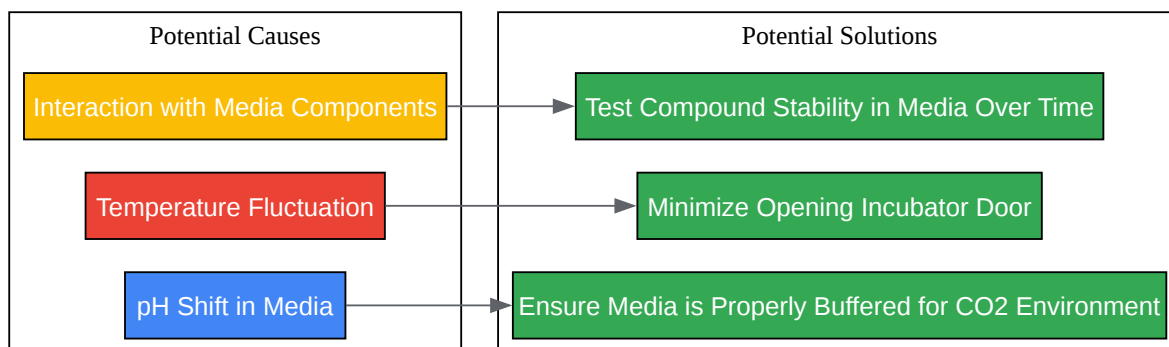 Potential Causes
Potential Solutions
Interaction with Media Components
Test Compound Stability in Media Over Time
Temperature Fluctuation
Minimize Opening Incubator Door
pH Shift in Media
Ensure Media is Properly Buffered for CO2 Environment